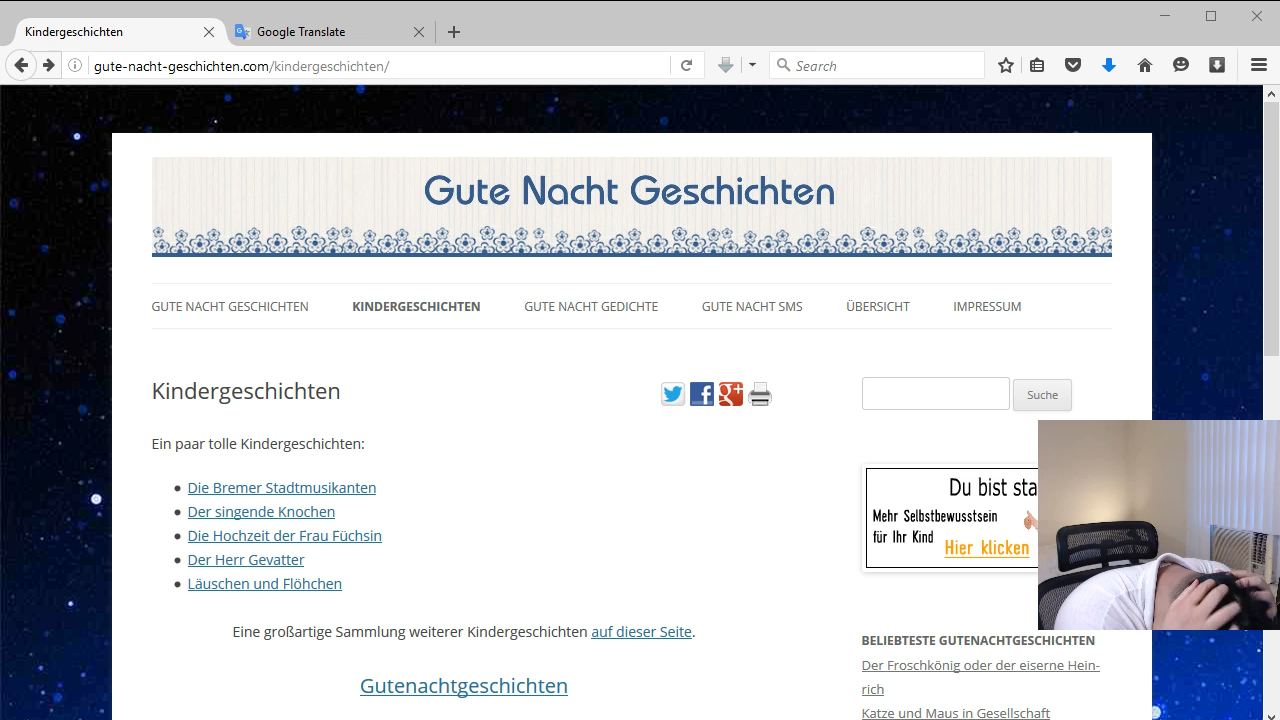 Kindergeschichten
Google Translate
gute-nacht-geschichten.com/kindergeschichten/
Search
Gute Nacht Geschichten
GUTE NACHT GESCHICHTEN
KINDERGESCHICHTEN
GUTE NACHT GEDICHTE
GUTE NACHT SMS
ÜBERSICHT
IMPRESSUM
Kindergeschichten
Suche
Ein paar tolle Kindergeschichten:
Die Bremer Stadtmusikanten
Der singende Knochen
Die Hochzeit der Frau Füchsin
Der Herr Gevatter
Läuschen und Flöhchen
Eine großartige Sammlung weiterer Kindergeschichten auf dieser Seite.
Gutenachtgeschichten
Du bist sta
Mehr Selbstbewusstsein
für Ihr Kind
Hier klicken
BELIEBTESTE GUTENACHTGESCHICHTEN
Der Froschkönig oder der eiserne Hein-
rich
Katze und Maus in Gesellschaft